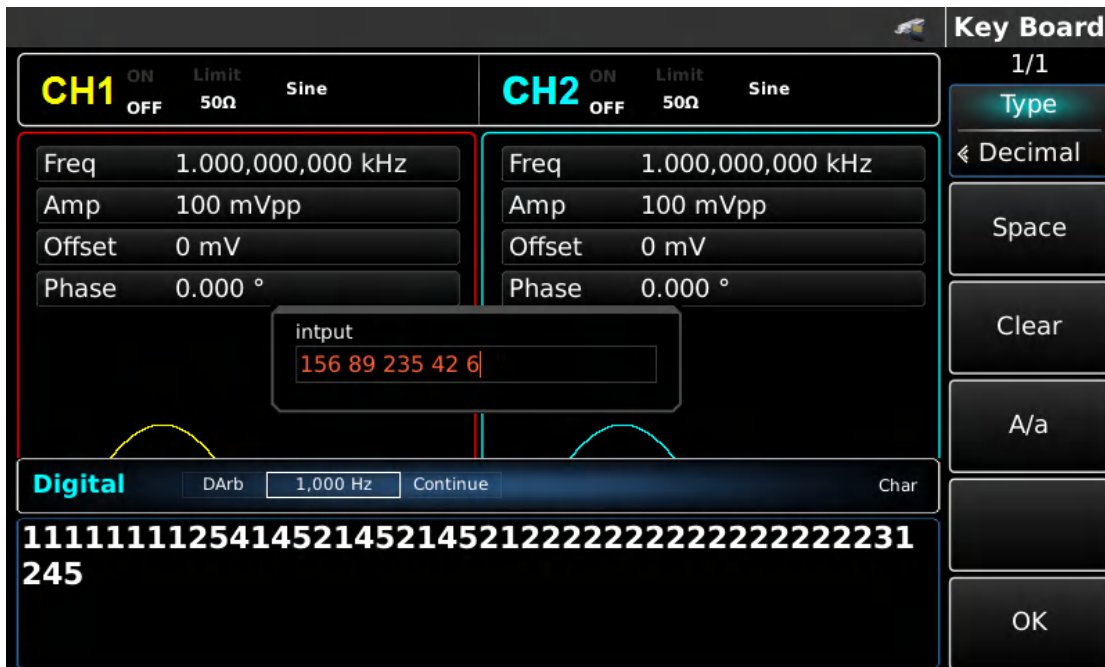 Key Board
1/1
CH1
ON
OFF
Limit
50Ω
Sine
CH2
ON
OFF
Limit
50Ω
Sine
Type
Decimal
Freq 1.000,000,000 kHz
Amp 100 mVpp
Offset 0 mV
Phase 0.000 °
Freq 1.000,000,000 kHz
Amp 100 mVpp
Offset 0 mV
Phase 0.000 °
Space
Clear
A/a
OK
intput
156 89 235 42 6
Digital DArb 1,000 Hz Continue Char
1111111125414521452145212222222222222222231
245